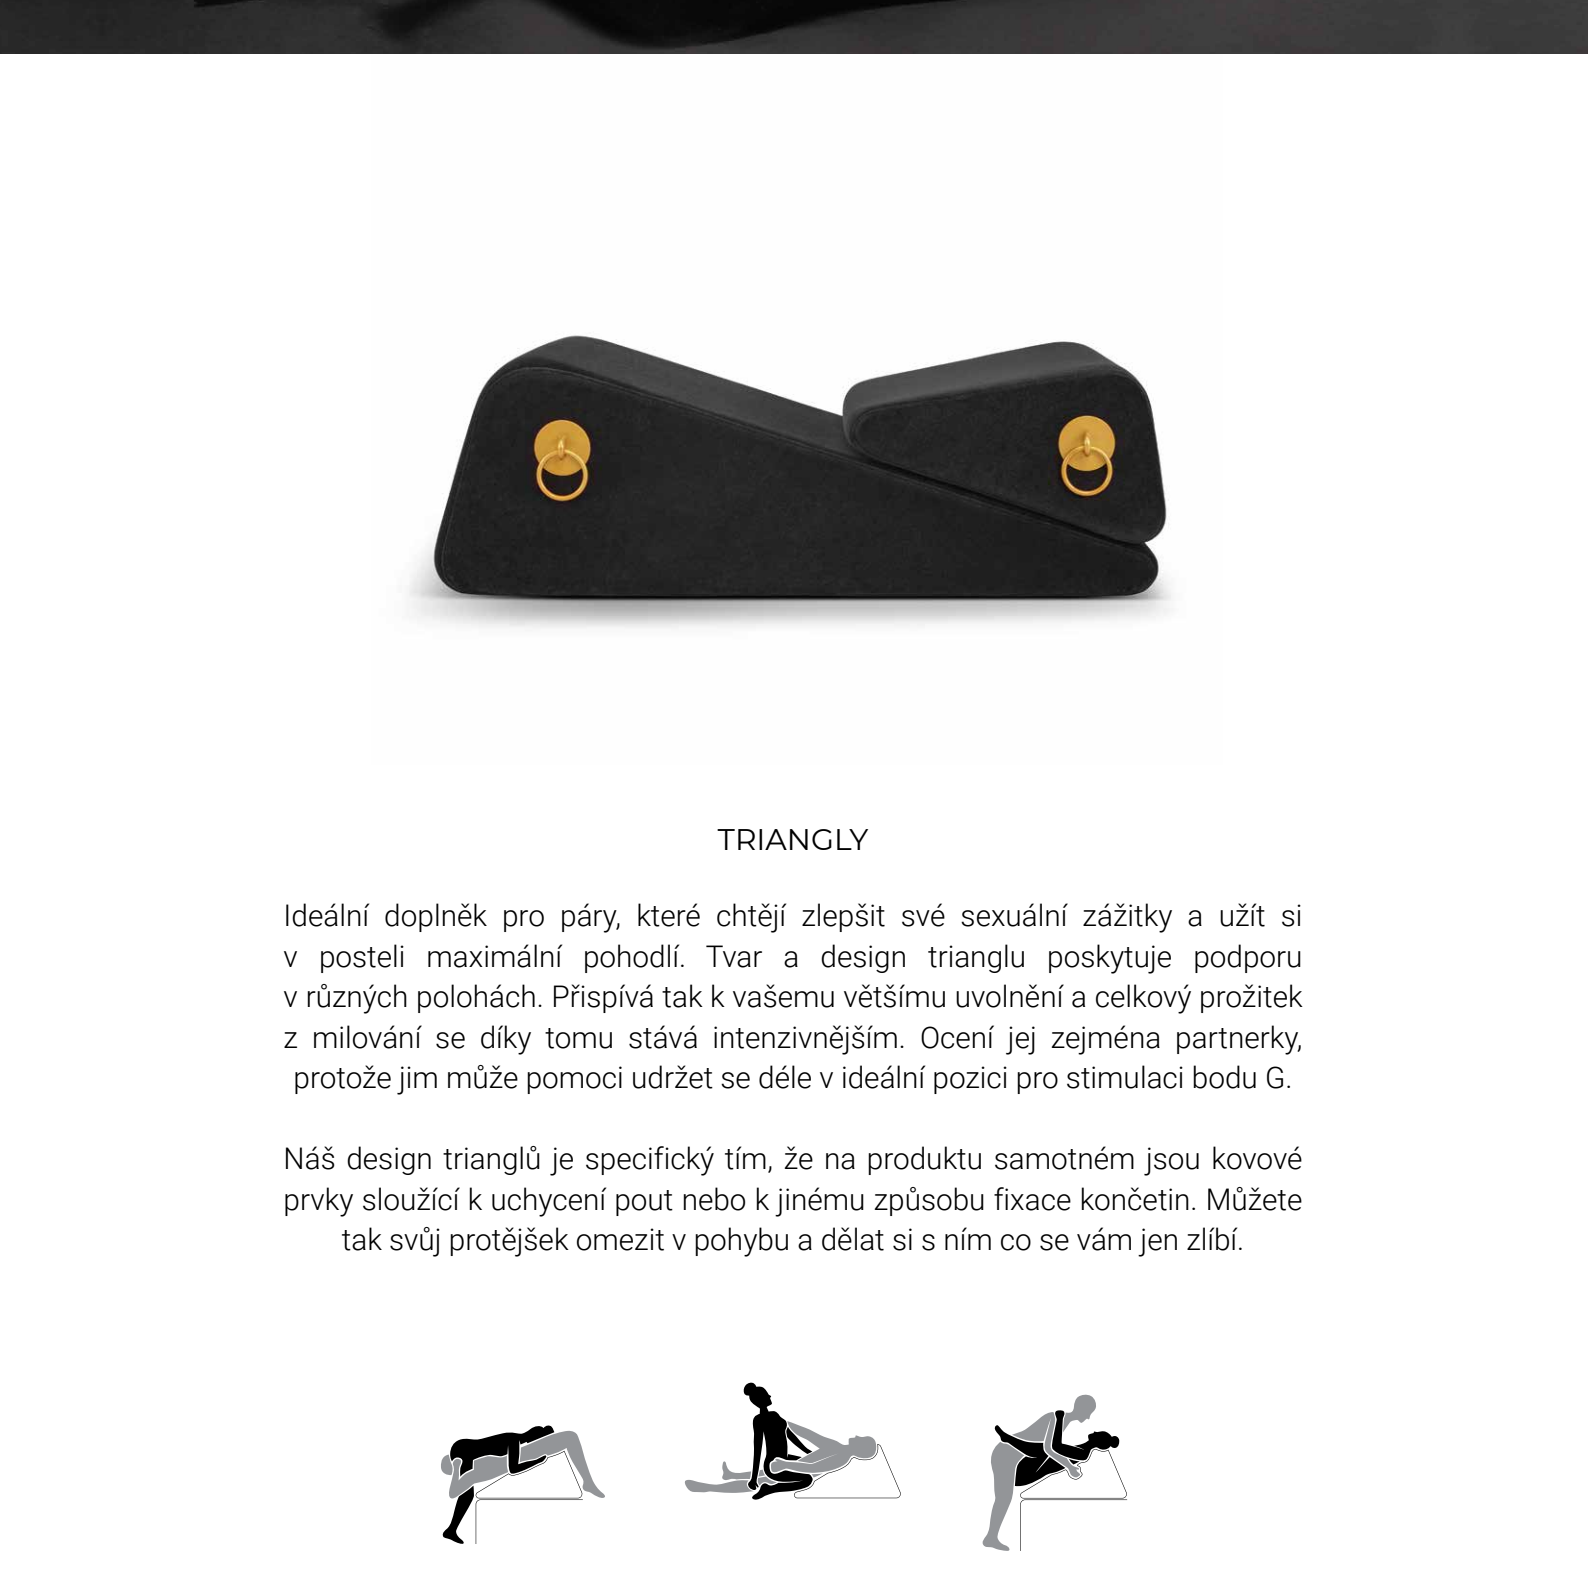 TRIANGLY
Ideální doplněk pro páry, které chtějí zlepšit své sexuální zážitky a užít si
v posteli maximální pohodlí. Tvar a design trianglu poskytuje podporu
v různých polohách. Přispívá tak k vašemu většímu uvolnění a celkový prožitek
z milování se díky tomu stává intenzivnějším. Ocení jej zejména partnerky,
protože jim může pomoci udržet se déle v ideální pozici pro stimulaci bodu G.
Náš design trianglů je specifický tím, že na produktu samotném jsou kovové
prvky sloužící k uchycení pout nebo k jinému způsobu fixace končetin. Můžete
tak svůj protějšek omezit v pohybu a dělat si s ním co se vám jen zlíbí.